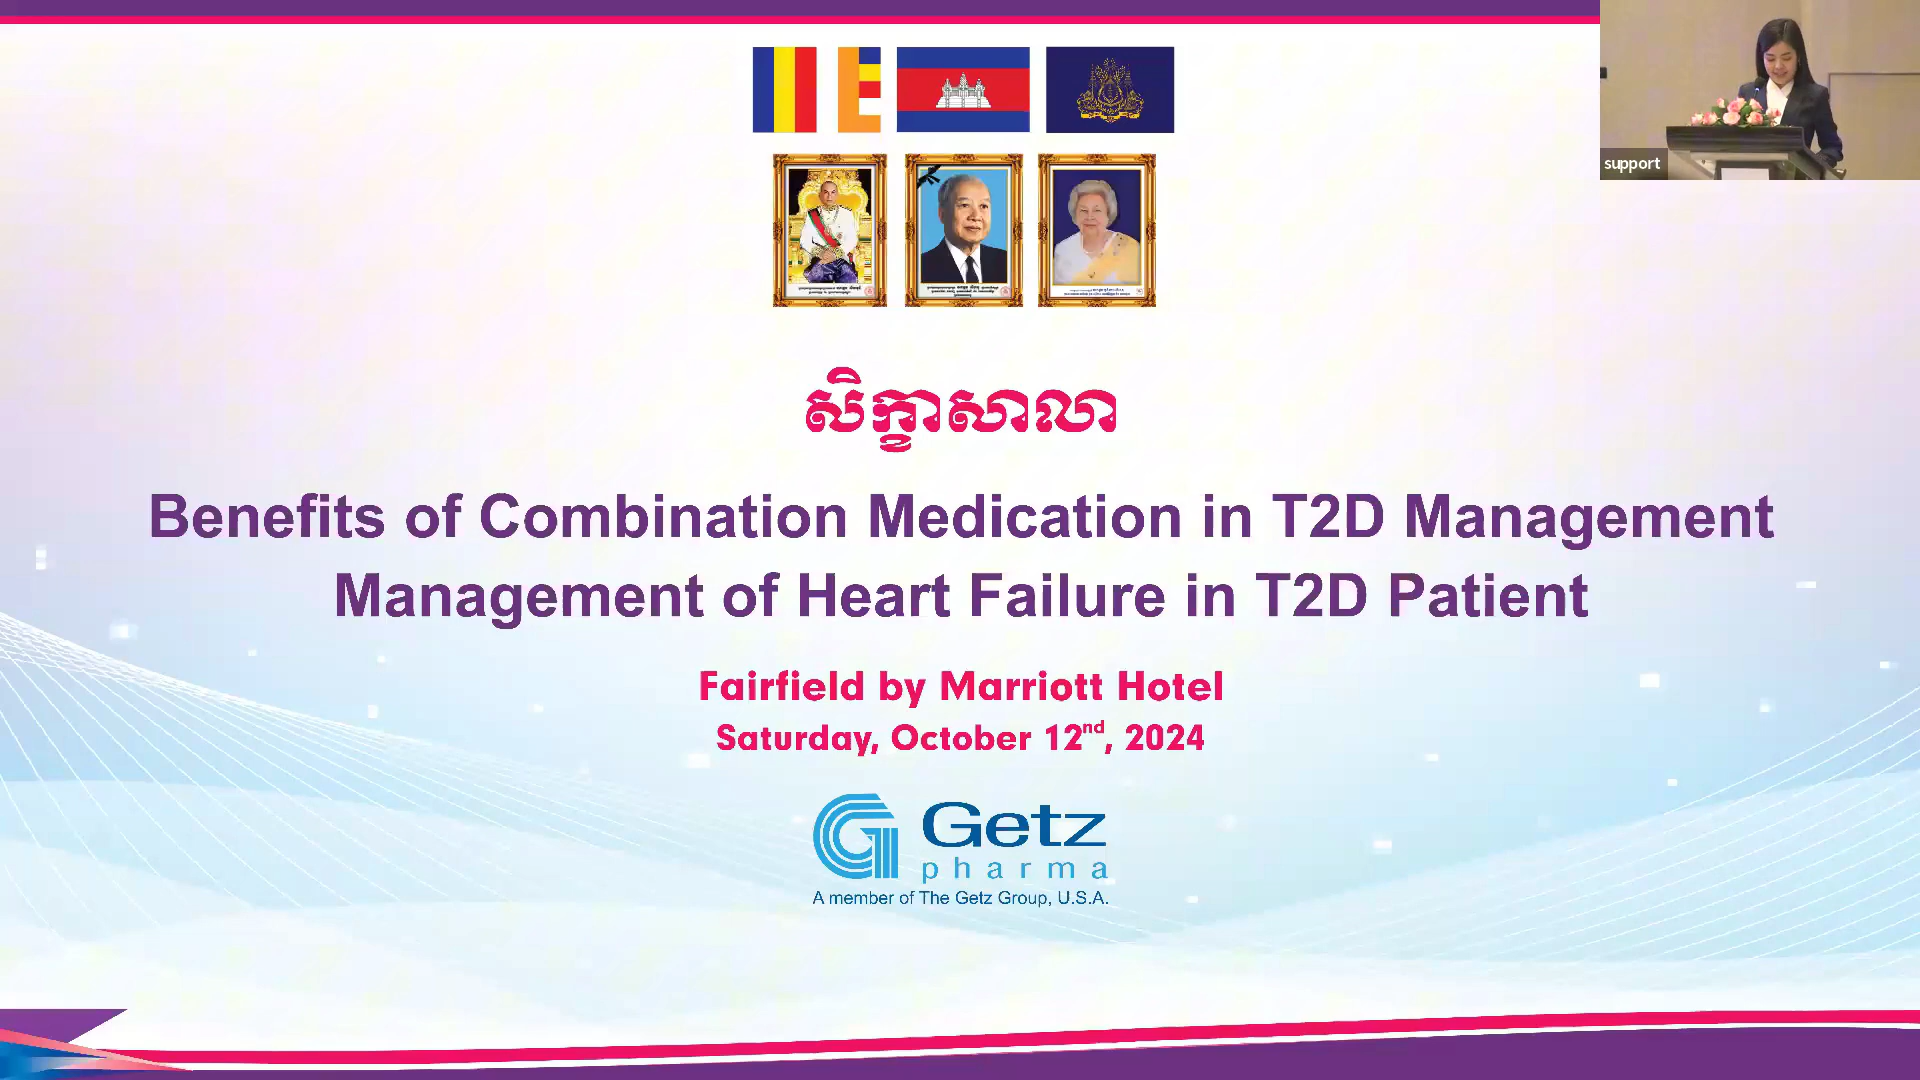 support
សិក្ខាសាលា
Benefits of Combination Medication in T2D Management
Management of Heart Failure in T2D Patient
Fairfield by Marriott Hotel
Saturday, October 12nd, 2024
Getz
pharma
A member of The Getz Group, U.S.A.